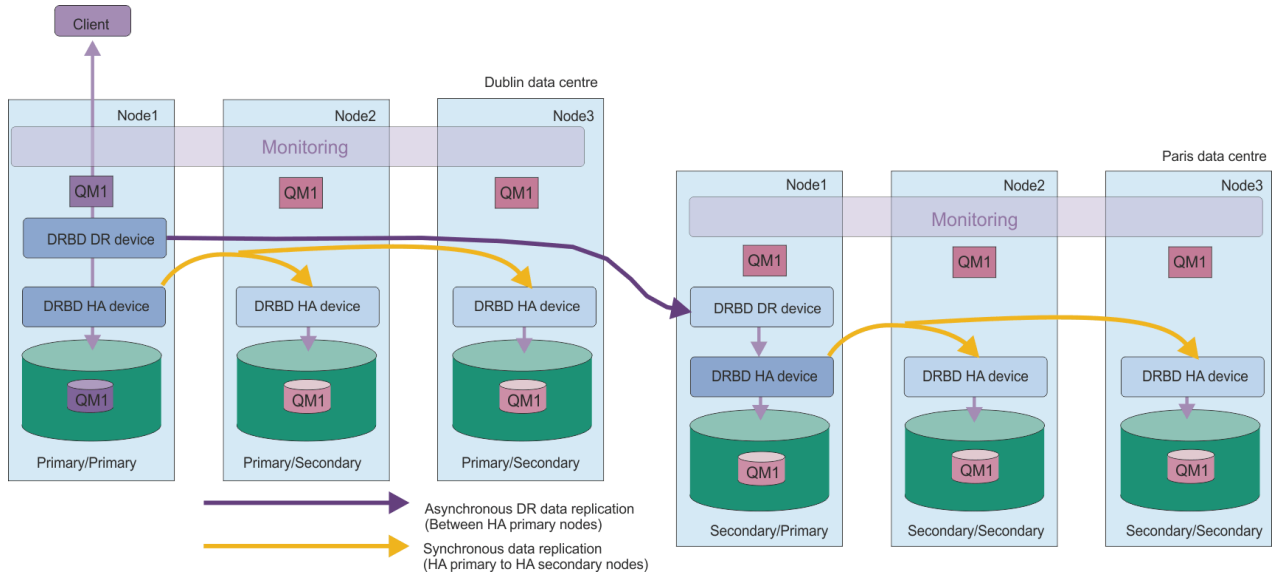 Client
Dublin data centre
Node1
Node2
Node3
Monitoring
QM1
QM1
QM1
DRBD DR device
DRBD HA device
DRBD HA device
DRBD HA device
QM1
QM1
QM1
Primary/Primary
Primary/Secondary
Primary/Secondary
Paris data centre
Node1
Node2
Node3
Monitoring
QM1
QM1
QM1
DRBD DR device
DRBD HA device
DRBD HA device
DRBD HA device
QM1
QM1
QM1
Secondary/Primary
Secondary/Secondary
Secondary/Secondary
Asynchronous DR data replication
(Between HA primary nodes)
Synchronous data replication
(HA primary to HA secondary nodes)